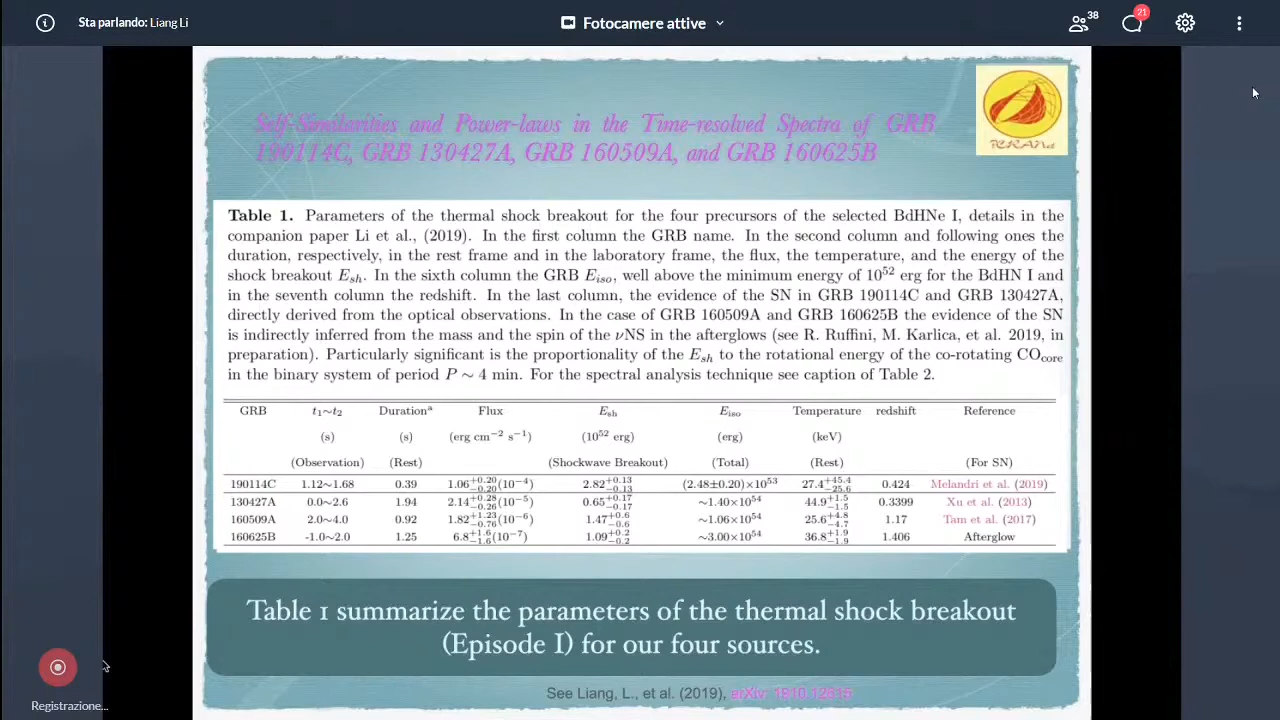 Sta parlando: Liang Li
Fotocamere attive
38
21
Self-Similarities and Power-laws in the Time-resolved Spectra of GRB
190114C, GRB 130427A, GRB 160509A, and GRB 160625B
ICRANet
Table 1. Parameters of the thermal shock breakout for the four precursors of the selected BdHNe I, details in the
companion paper Li et al., (2019). In the first column the GRB name. In the second column and following ones the
duration, respectively, in the rest frame and in the laboratory frame, the flux, the temperature, and the energy of the
shock breakout Esh. In the sixth column the GRB Eiso, well above the minimum energy of 10^52 erg for the BdHN I and
in the seventh column the redshift. In the last column, the evidence of the SN in GRB 190114C and GRB 130427A,
directly derived from the optical observations. In the case of GRB 160509A and GRB 160625B the evidence of the SN
is indirectly inferred from the mass and the spin of the νNS in the afterglows (see R. Ruffini, M. Karlica, et al. 2019, in
preparation). Particularly significant is the proportionality of the Esh to the rotational energy of the co-rotating COcore
in the binary system of period P ∼ 4 min. For the spectral analysis technique see caption of Table 2.
GRB t1∼t2 Duration^a Flux Esh Eiso Temperature redshift Reference
(s) (s) (erg cm^−2 s^−1) (10^52 erg) (erg) (keV)
(Observation) (Rest) (Shockwave Breakout) (Total) (Rest) (For SN)
190114C 1.12∼1.68 0.39 1.06^+0.20_−0.20(10^−4) 2.82^+0.13_−0.13 (2.48±0.20)×10^53 27.4^+45.4_−25.6 0.424 Melandri et al. (2019)
130427A 0.0∼2.6 1.94 2.14^+0.28_−0.26(10^−5) 0.65^+0.17_−0.17 ∼1.40×10^54 44.9^+1.5_−1.5 0.3399 Xu et al. (2013)
160509A 2.0∼4.0 0.92 1.82^+1.23_−0.76(10^−6) 1.47^+0.6_−0.6 ∼1.06×10^54 25.6^+4.8_−4.7 1.17 Tam et al. (2017)
160625B -1.0∼2.0 1.25 6.8^+1.6_−1.6(10^−7) 1.09^+0.2_−0.2 ∼3.00×10^54 36.8^+1.9_−1.9 1.406 Afterglow
Table 1 summarize the parameters of the thermal shock breakout
(Episode I) for our four sources.
See Liang, L., et al. (2019), arXiv: 1810.12315
Registrazione...